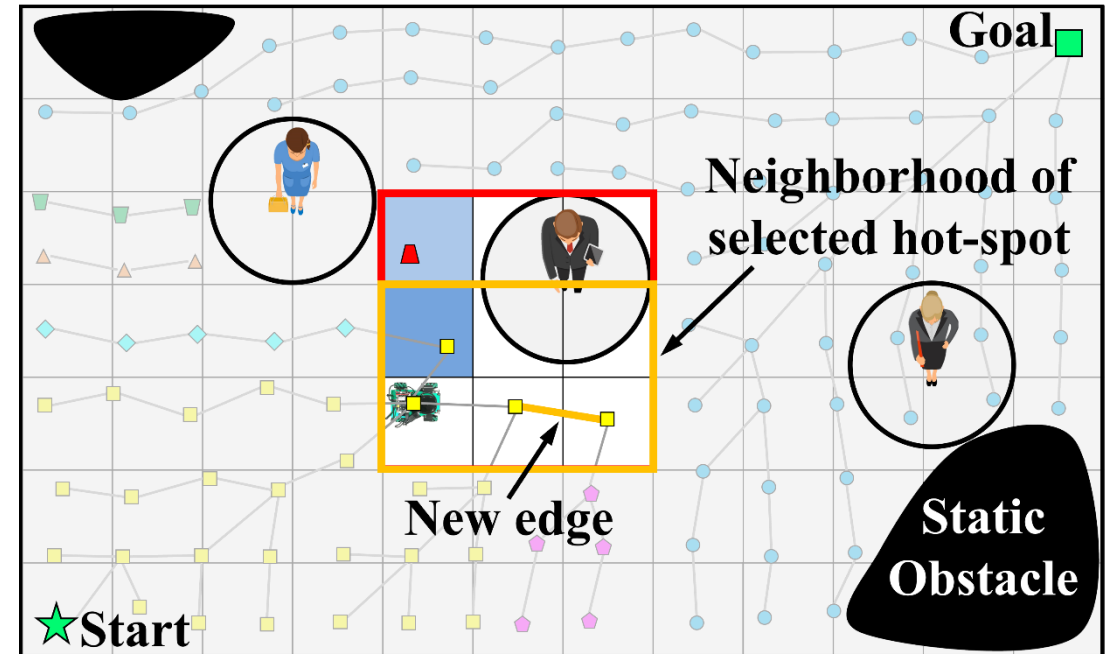 Goal
Neighborhood of
selected hot-spot
New edge
Static
Obstacle
Start